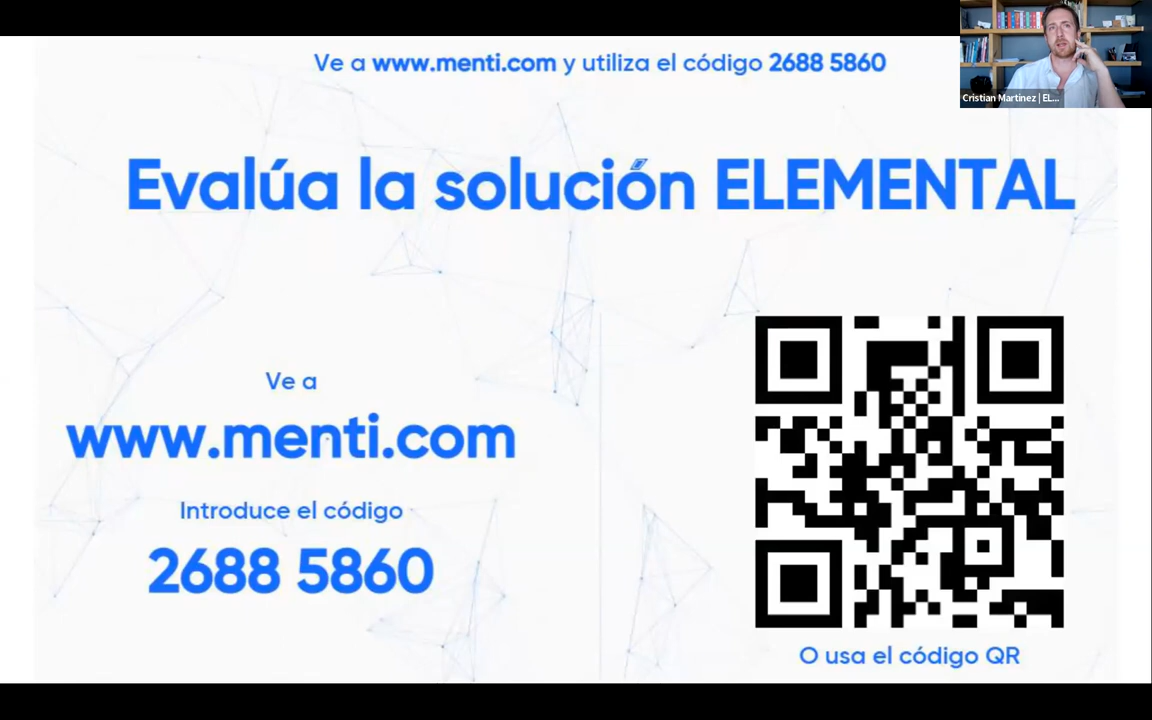 Ve a www.menti.com y utiliza el código 2688 5860
Cristian Martinez | EL...
Evalúa la solución ELEMENTAL
Ve a
www.menti.com
Introduce el código
2688 5860
O usa el código QR